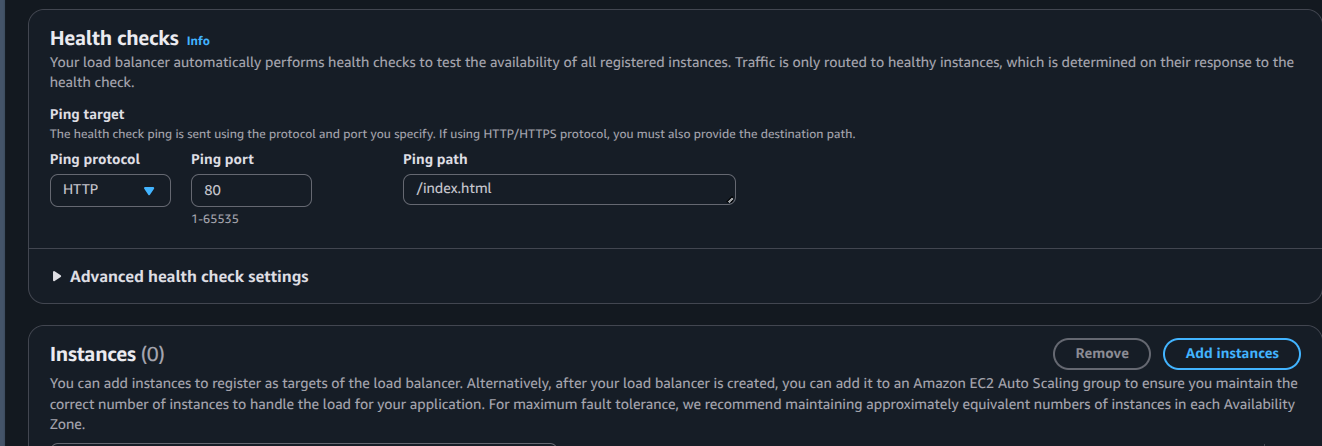 Health checks Info
Your load balancer automatically performs health checks to test the availability of all registered instances. Traffic is only routed to healthy instances, which is determined on their response to the
health check.
Ping target
The health check ping is sent using the protocol and port you specify. If using HTTP/HTTPS protocol, you must also provide the destination path.
Ping protocol Ping port Ping path
HTTP 80 /index.html
1-65535
Advanced health check settings
Instances (0) Remove Add instances
You can add instances to register as targets of the load balancer. Alternatively, after your load balancer is created, you can add it to an Amazon EC2 Auto Scaling group to ensure you maintain the
correct number of instances to handle the load for your application. For maximum fault tolerance, we recommend maintaining approximately equivalent numbers of instances in each Availability
Zone.